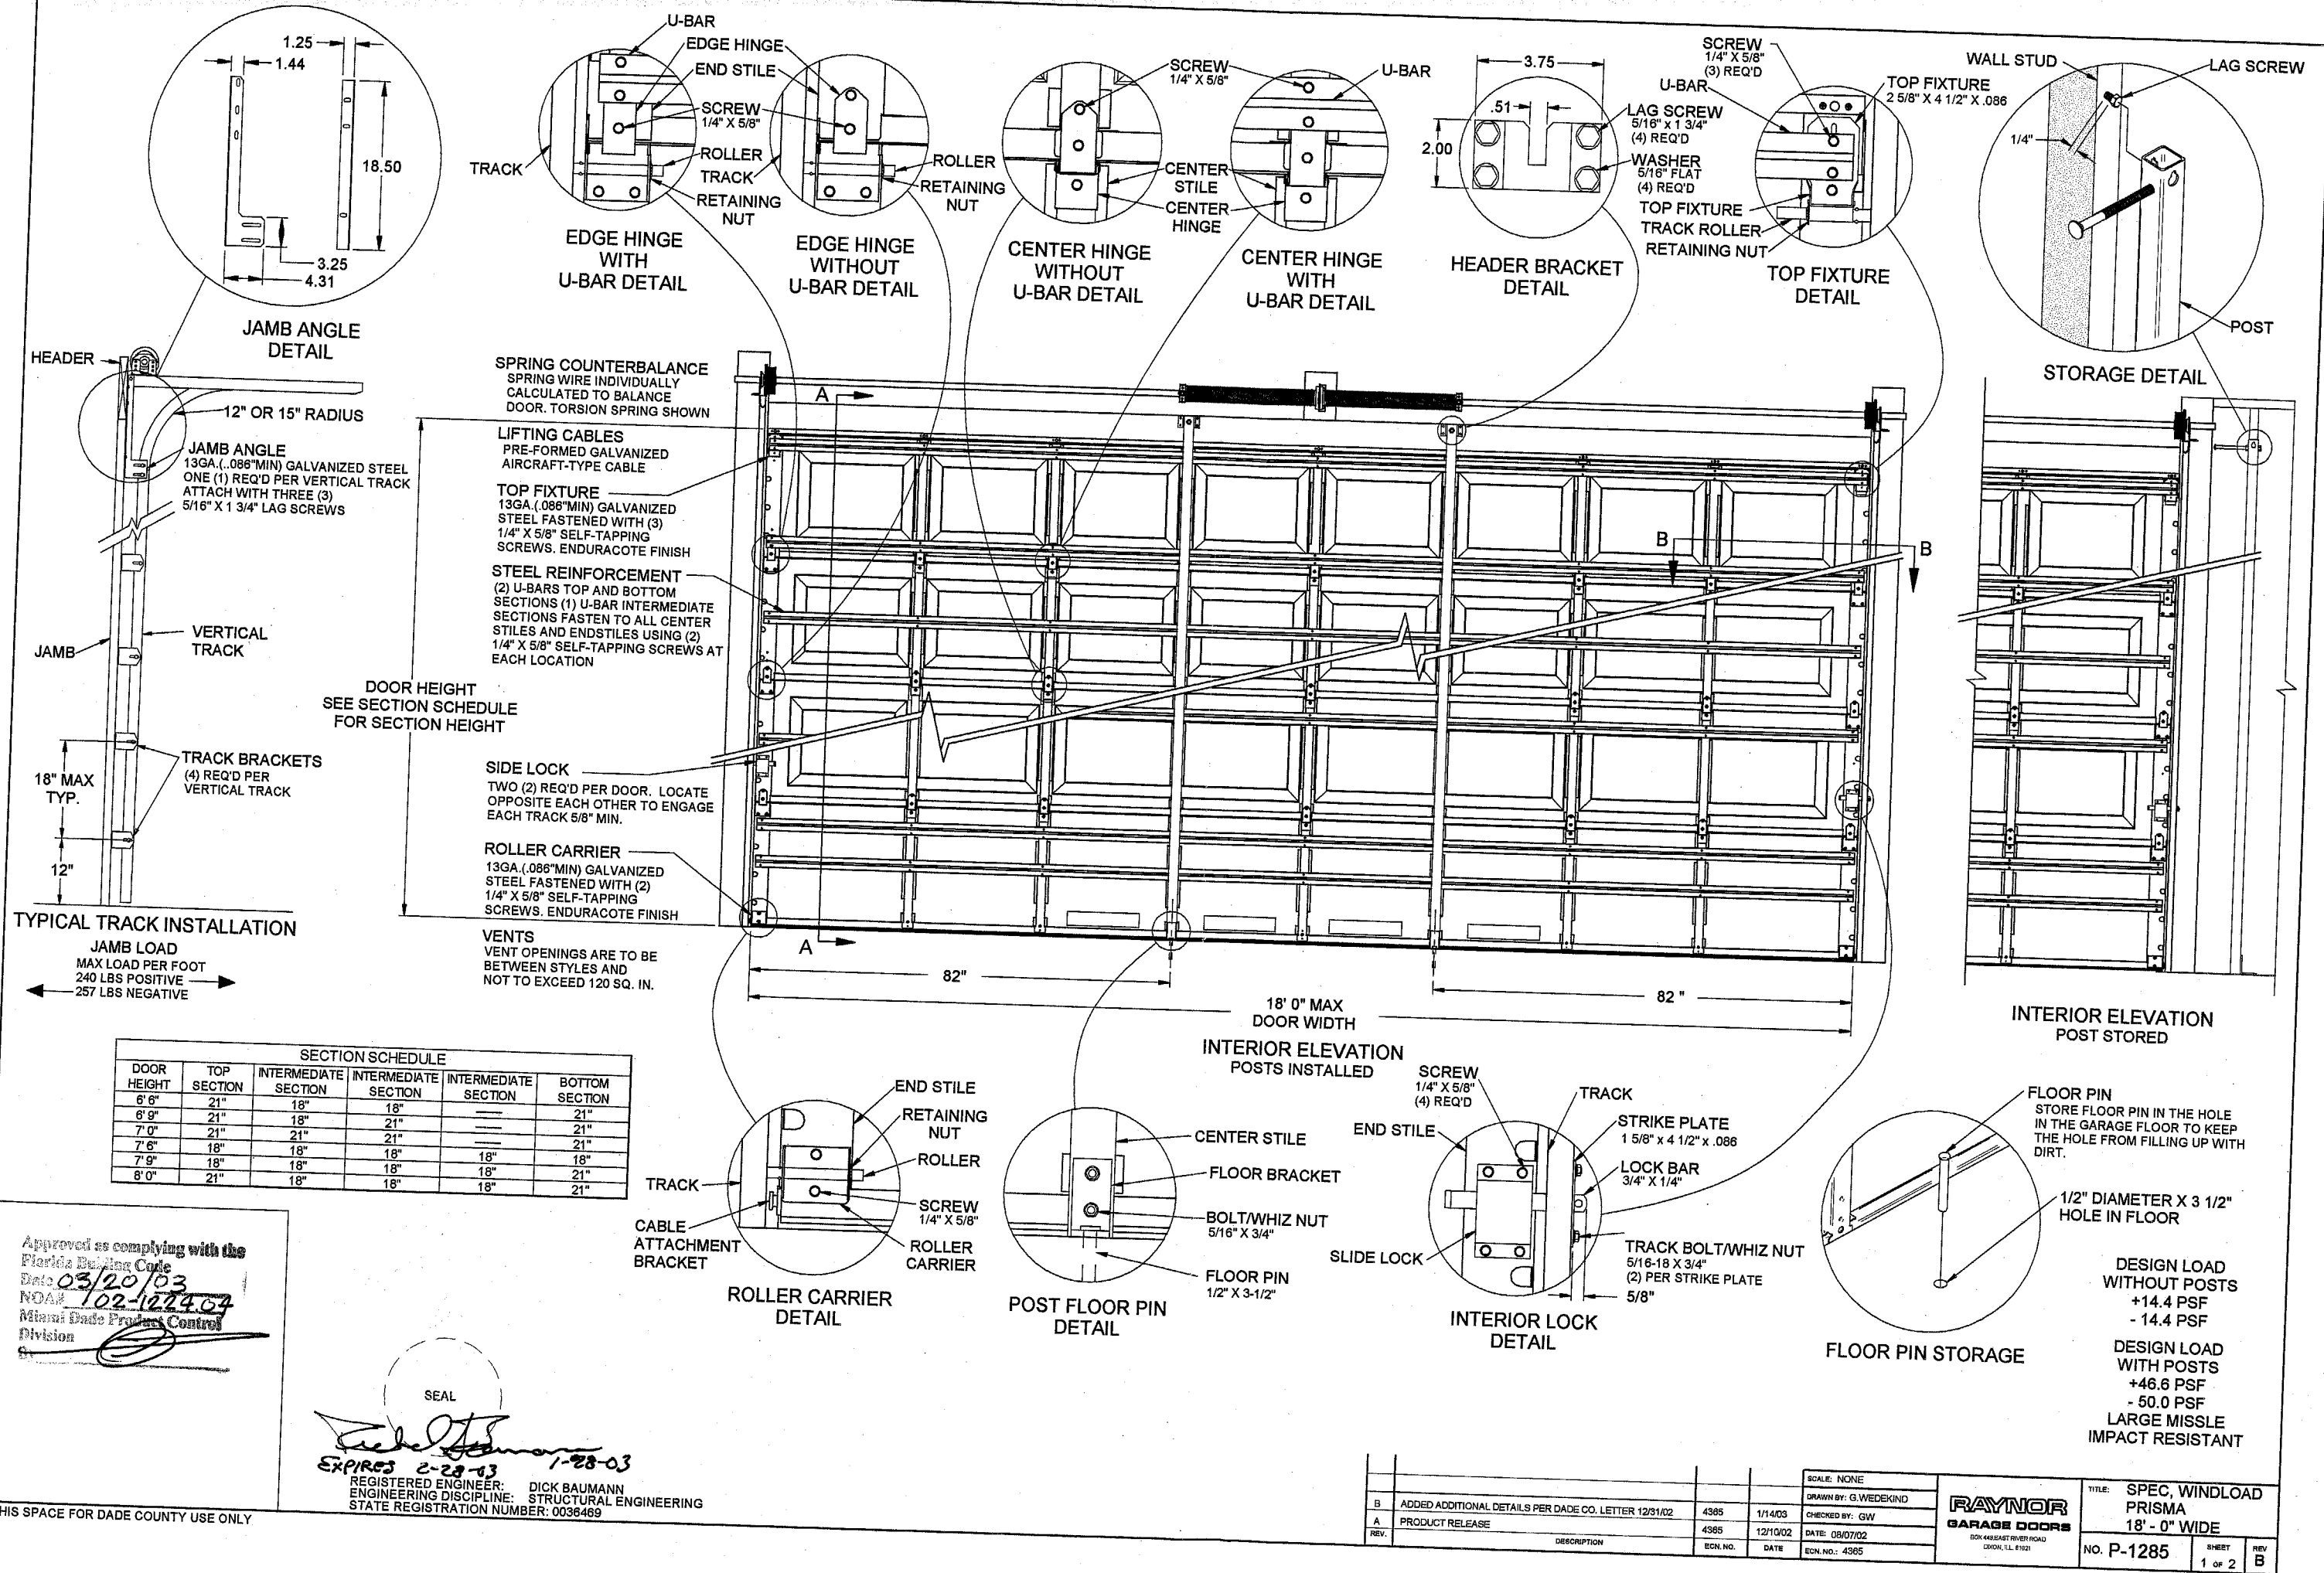 1.25
1.44
18.50
3.25
4.31
JAMB ANGLE
DETAIL
U-BAR
EDGE HINGE
END STILE
SCREW
1/4" X 5/8"
TRACK
ROLLER
TRACK
RETAINING
NUT
EDGE HINGE
WITH
U-BAR DETAIL
ROLLER
RETAINING
NUT
EDGE HINGE
WITHOUT
U-BAR DETAIL
SCREW
1/4" X 5/8"
U-BAR
CENTER
STILE
CENTER
HINGE
CENTER HINGE
WITHOUT
U-BAR DETAIL
CENTER HINGE
WITH
U-BAR DETAIL
3.75
.51
2.00
LAG SCREW
5/16" x 1 3/4"
(4) REQ'D
WASHER
5/16" FLAT
(4) REQ'D
HEADER BRACKET
DETAIL
SCREW
1/4" X 5/8"
(3) REQ'D
U-BAR
TOP FIXTURE
2 5/8" X 4 1/2" X .086
TOP FIXTURE
TRACK ROLLER
RETAINING NUT
TOP FIXTURE
DETAIL
WALL STUD
LAG SCREW
1/4"
POST
STORAGE DETAIL
HEADER
12" OR 15" RADIUS
JAMB ANGLE
13GA.(..086"MIN) GALVANIZED STEEL
ONE (1) REQ'D PER VERTICAL TRACK
ATTACH WITH THREE (3)
5/16" X 1 3/4" LAG SCREWS
JAMB
VERTICAL
TRACK
TRACK BRACKETS
(4) REQ'D PER
VERTICAL TRACK
18" MAX
TYP.
12"
TYPICAL TRACK INSTALLATION
JAMB LOAD
MAX LOAD PER FOOT
240 LBS POSITIVE
257 LBS NEGATIVE
DOOR HEIGHT
SEE SECTION SCHEDULE
FOR SECTION HEIGHT
SPRING COUNTERBALANCE
SPRING WIRE INDIVIDUALLY
CALCULATED TO BALANCE
DOOR. TORSION SPRING SHOWN
LIFTING CABLES
PRE-FORMED GALVANIZED
AIRCRAFT-TYPE CABLE
TOP FIXTURE
13GA.(.086"MIN) GALVANIZED
STEEL FASTENED WITH (3)
1/4" X 5/8" SELF-TAPPING
SCREWS. ENDURACOTE FINISH
STEEL REINFORCEMENT
(2) U-BARS TOP AND BOTTOM
SECTIONS (1) U-BAR INTERMEDIATE
SECTIONS FASTEN TO ALL CENTER
STILES AND ENDSTILES USING (2)
1/4" X 5/8" SELF-TAPPING SCREWS AT
EACH LOCATION
SIDE LOCK
TWO (2) REQ'D PER DOOR. LOCATE
OPPOSITE EACH OTHER TO ENGAGE
EACH TRACK 5/8" MIN.
ROLLER CARRIER
13GA.(.086"MIN) GALVANIZED
STEEL FASTENED WITH (2)
1/4" X 5/8" SELF-TAPPING
SCREWS. ENDURACOTE FINISH
VENTS
VENT OPENINGS ARE TO BE
BETWEEN STYLES AND
NOT TO EXCEED 120 SQ. IN.
A
A
B
B
82"
82 "
18' 0" MAX
DOOR WIDTH
INTERIOR ELEVATION
POSTS INSTALLED
INTERIOR ELEVATION
POST STORED
SECTION SCHEDULE
DOOR HEIGHT TOP SECTION INTERMEDIATE SECTION INTERMEDIATE SECTION INTERMEDIATE SECTION BOTTOM SECTION
6' 6" 21" 18" 18" —— 21"
6' 9" 21" 18" 21" —— 21"
7' 0" 21" 21" 21" —— 21"
7' 6" 18" 18" 18" 18" 18"
7' 9" 18" 18" 18" 18" 21"
8' 0" 21" 18" 18" 18" 21"
END STILE
RETAINING
NUT
ROLLER
TRACK
SCREW
1/4" X 5/8"
CABLE
ATTACHMENT
BRACKET
ROLLER
CARRIER
ROLLER CARRIER
DETAIL
CENTER STILE
FLOOR BRACKET
BOLT/WHIZ NUT
5/16" X 3/4"
FLOOR PIN
1/2" X 3-1/2"
POST FLOOR PIN
DETAIL
SCREW
1/4" X 5/8"
(4) REQ'D
END STILE
TRACK
STRIKE PLATE
1 5/8" x 4 1/2" x .086
LOCK BAR
3/4" X 1/4"
SLIDE LOCK
TRACK BOLT/WHIZ NUT
5/16-18 X 3/4"
(2) PER STRIKE PLATE
5/8"
INTERIOR LOCK
DETAIL
FLOOR PIN
STORE FLOOR PIN IN THE HOLE
IN THE GARAGE FLOOR TO KEEP
THE HOLE FROM FILLING UP WITH
DIRT.
1/2" DIAMETER X 3 1/2"
HOLE IN FLOOR
FLOOR PIN STORAGE
DESIGN LOAD
WITHOUT POSTS
+14.4 PSF
- 14.4 PSF
DESIGN LOAD
WITH POSTS
+46.6 PSF
- 50.0 PSF
LARGE MISSLE
IMPACT RESISTANT
Approved as complying with the
Florida Building Code
Date 03/20/03
NOA# 02-1224.04
Miami Dade Product Control
Division
By
HIS SPACE FOR DADE COUNTY USE ONLY
SEAL
1-28-03
EXPIRES 2-28-03
REGISTERED ENGINEER: DICK BAUMANN
ENGINEERING DISCIPLINE: STRUCTURAL ENGINEERING
STATE REGISTRATION NUMBER: 0036469
B ADDED ADDITIONAL DETAILS PER DADE CO. LETTER 12/31/02 4365 1/14/03
A PRODUCT RELEASE 4365 12/10/02
REV. DESCRIPTION ECN. NO. DATE
SCALE: NONE
DRAWN BY: G.WEDEKIND
CHECKED BY: GW
DATE: 08/07/02
ECN. NO.: 4365
RAYNOR
GARAGE DOORS
BOX 448,EAST RIVER ROAD
DIXON, ILL. 61021
TITLE: SPEC, WINDLOAD
PRISMA
18' - 0" WIDE
NO. P-1285
SHEET
1 OF 2
REV
B